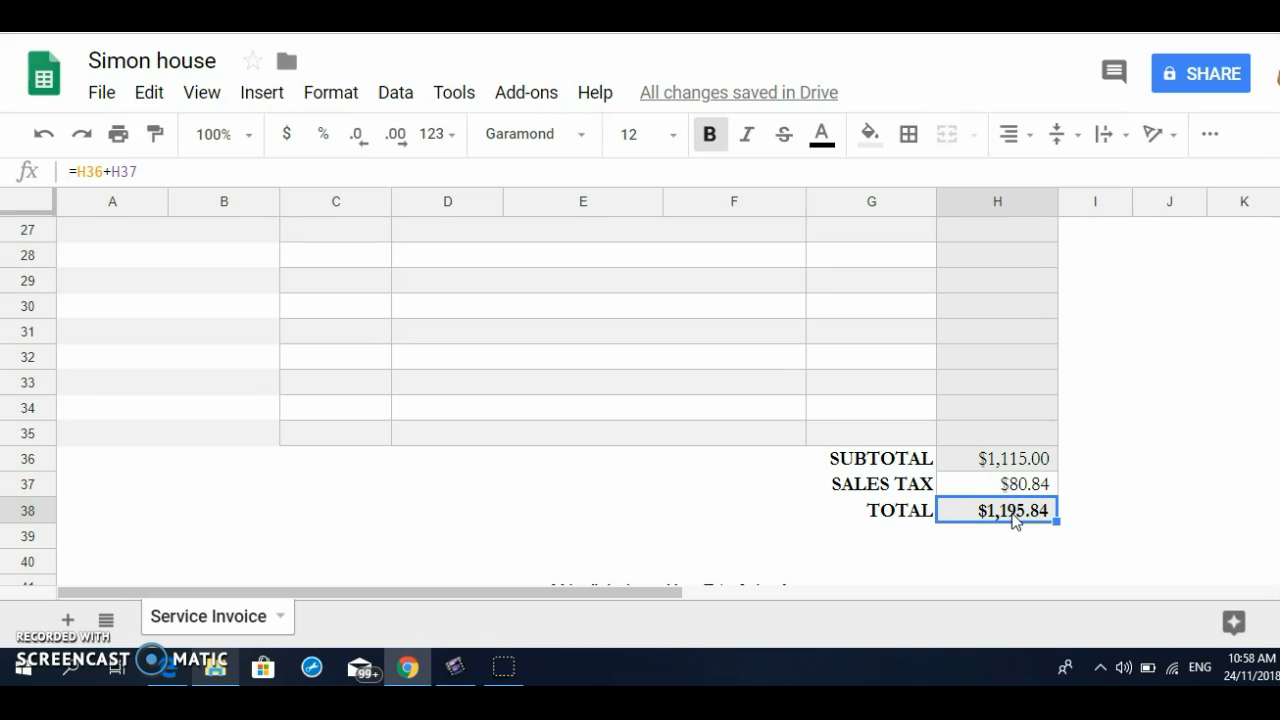 Simon house
File Edit View Insert Format Data Tools Add-ons Help All changes saved in Drive
SHARE
100% $ % .0 .00 123 Garamond 12 B I S A
fx =H36+H37
A B C D E F G H I J K
27
28
29
30
31
32
33
34
35
36 SUBTOTAL $1,115.00
37 SALES TAX $80.84
38 TOTAL $1,195.84
39
40
+ Service Invoice
RECORDED WITH
SCREENCAST MATIC
99+
ENG
10:58 AM
24/11/2018